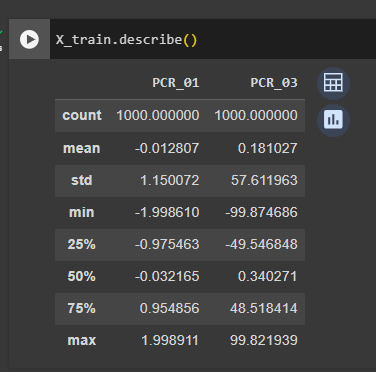 X_train.describe()
PCR_01 PCR_03
count 1000.000000 1000.000000
mean -0.012807 0.181027
std 1.150072 57.611963
min -1.998610 -99.874686
25% -0.975463 -49.546848
50% -0.032165 0.340271
75% 0.954856 48.518414
max 1.998911 99.821939